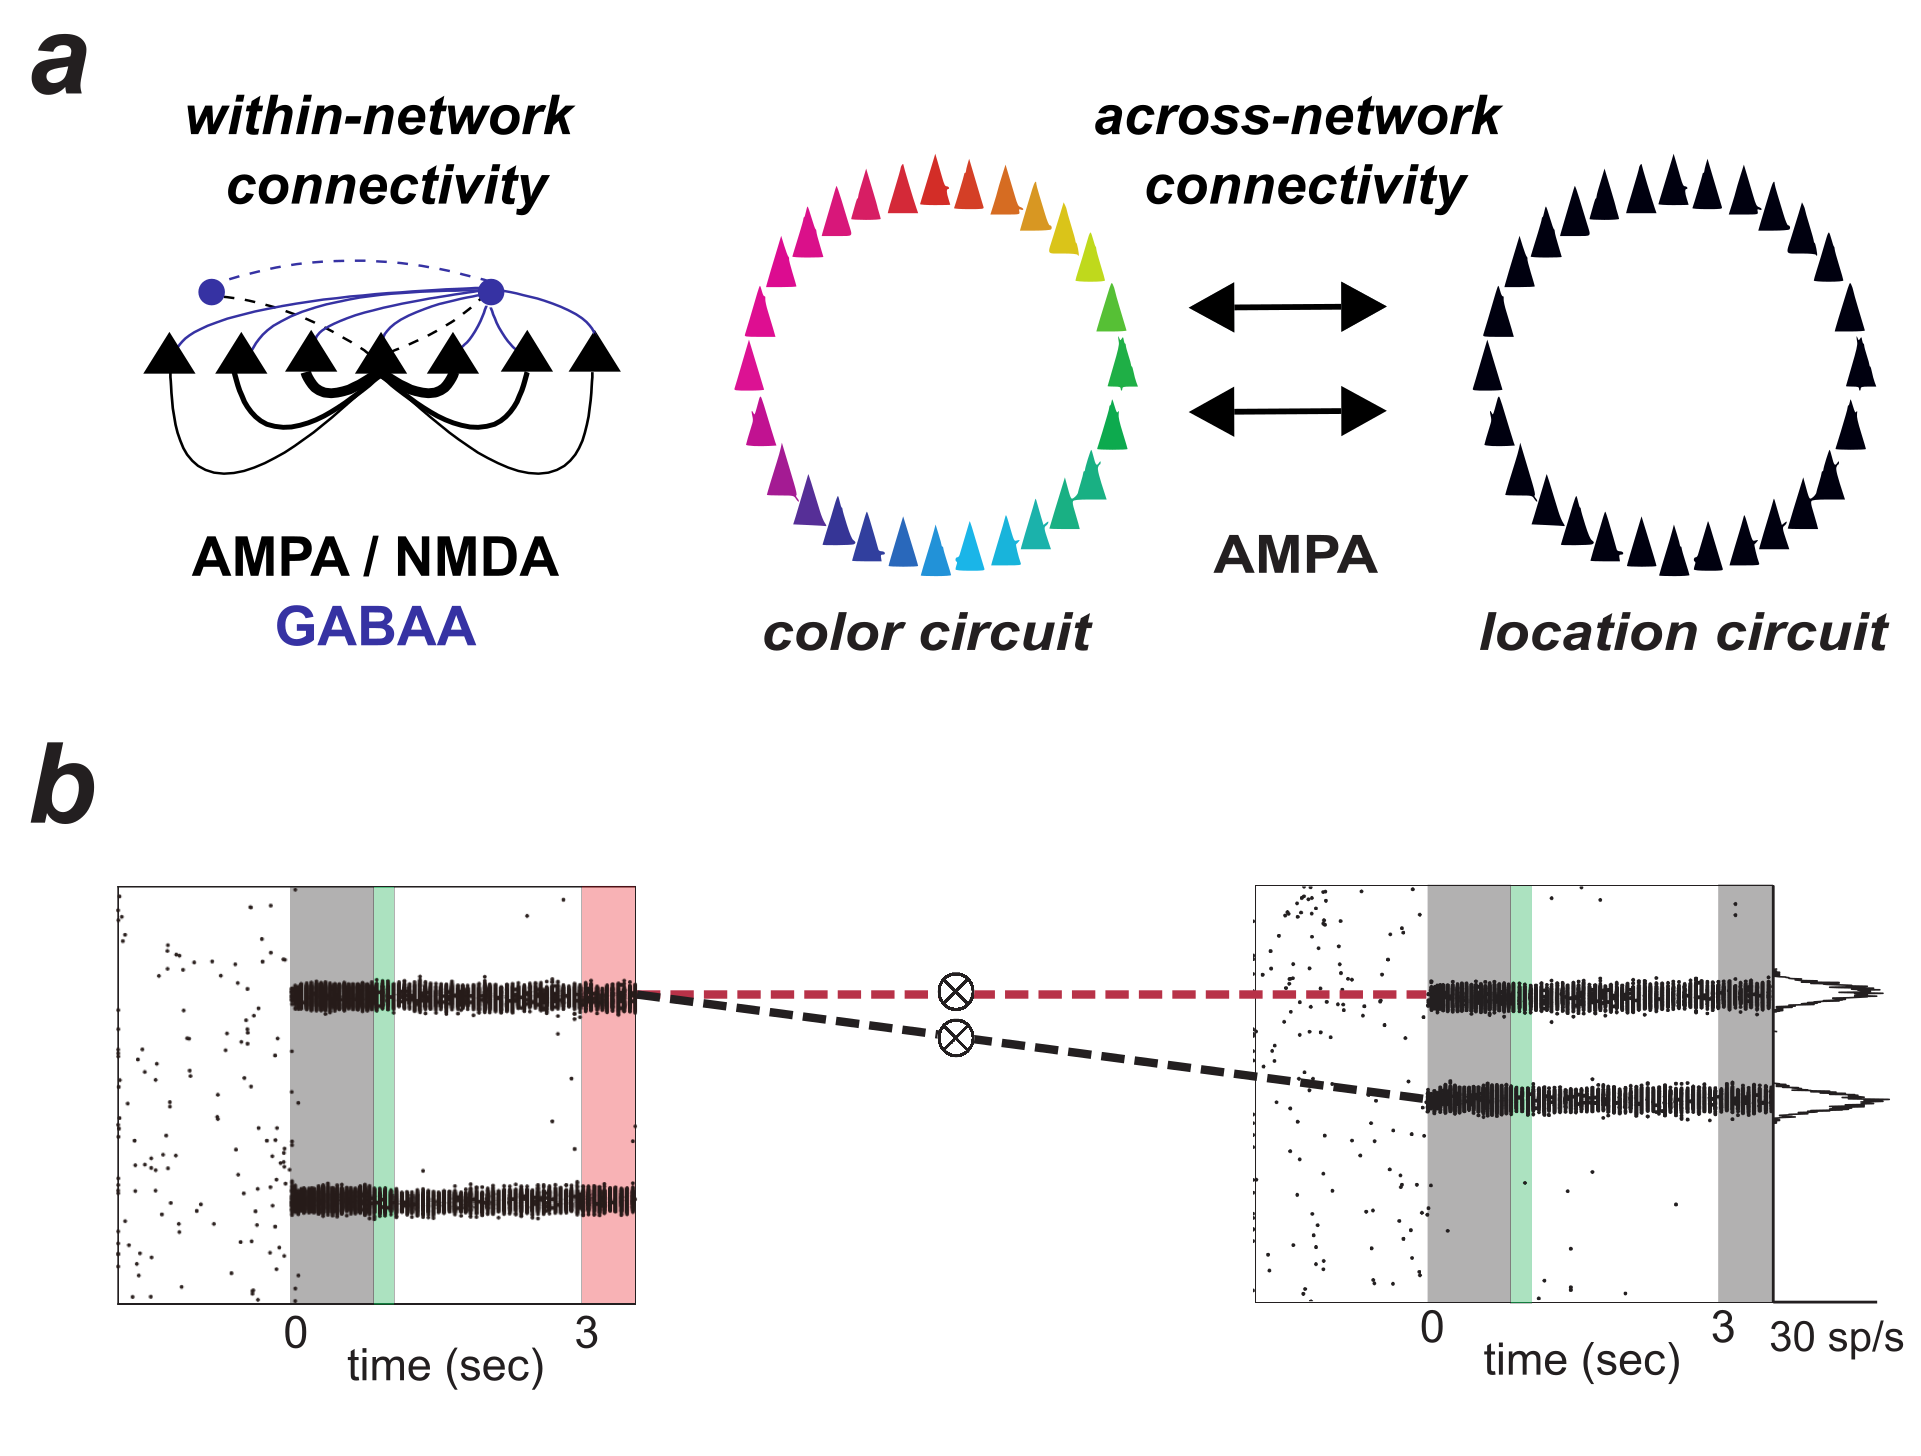 a
within-network
connectivity
across-network
connectivity
AMPA / NMDA
GABAA
AMPA
color circuit
location circuit
b
0
3
time (sec)
0
3
30 sp/s
time (sec)